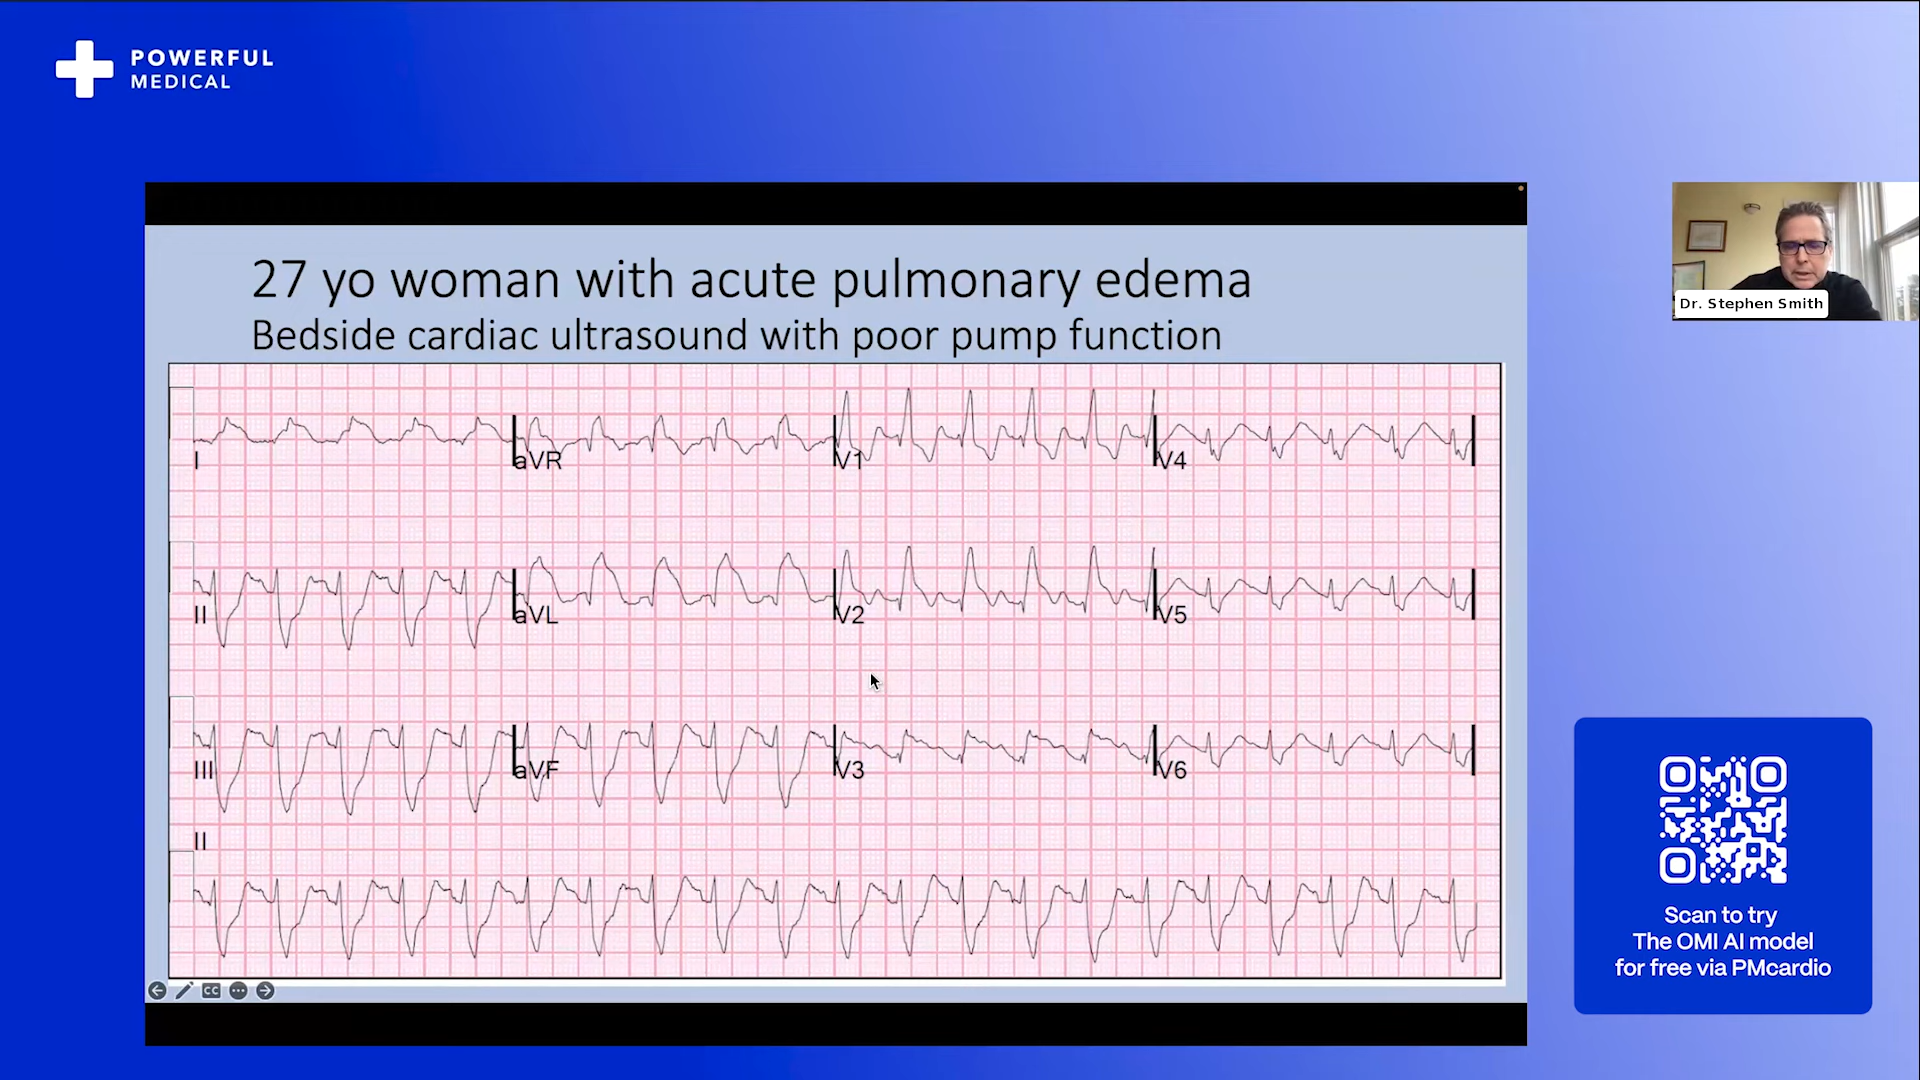 POWERFUL
MEDICAL
27 yo woman with acute pulmonary edema
Bedside cardiac ultrasound with poor pump function
Dr. Stephen Smith
I
aVR
V1
V4
II
aVL
V2
V5
III
aVF
V3
V6
II
CC
Scan to try
The OMI AI model
for free via PMcardio